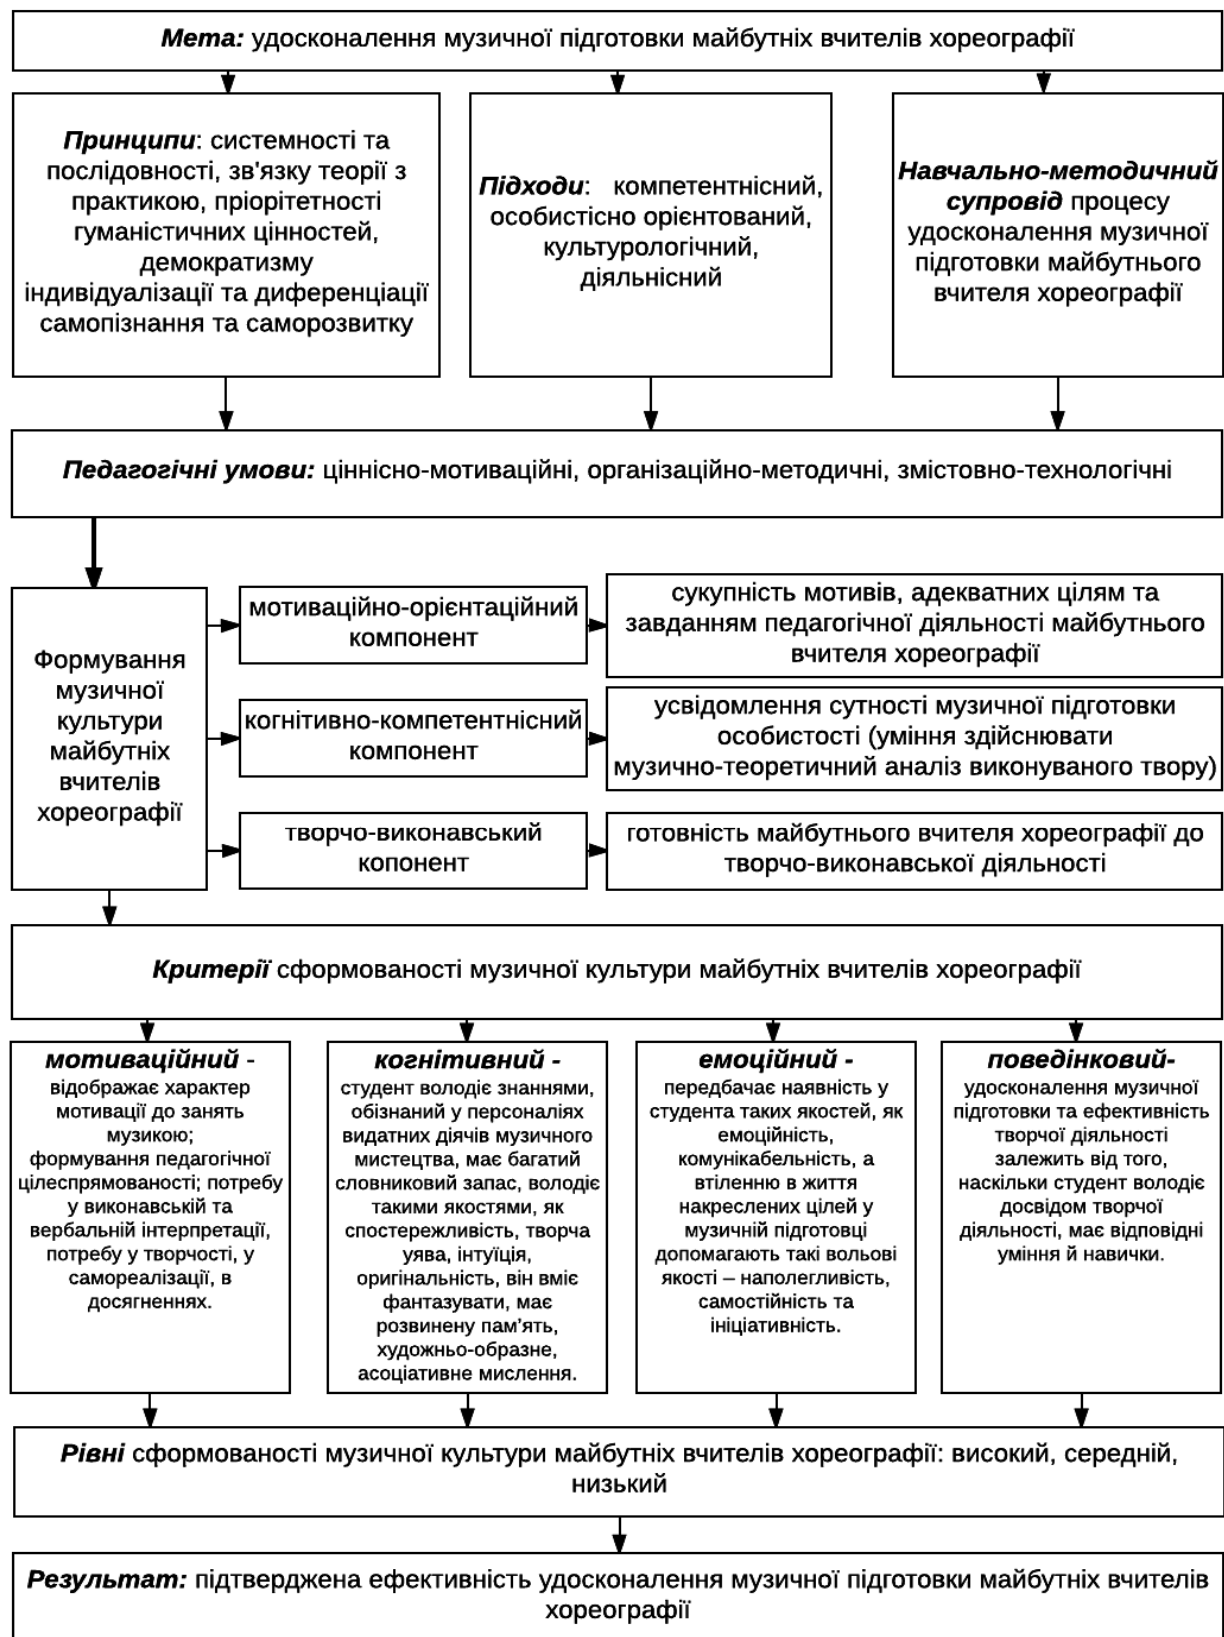 Мета: удосконалення музичної підготовки майбутніх вчителів хореографії
Принципи: системності та
послідовності, зв'язку теорії з
практикою, пріорітетності
гуманістичних цінностей,
демократизму
індивідуалізації та диференціації
самопізнання та саморозвитку
Підходи: компетентнісний,
особистісно орієнтований,
культурологічний,
діяльнісний
Навчально-методичний
супровід процесу
удосконалення музичної
підготовки майбутнього
вчителя хореографії
Педагогічні умови: ціннісно-мотиваційні, організаційно-методичні, змістовно-технологічні
Формування
музичної
культури
майбутніх
вчителів
хореографії
мотиваційно-орієнтаційний
компонент
сукупність мотивів, адекватних цілям та
завданням педагогічної діяльності майбутнього
вчителя хореографії
когнітивно-компетентнісний
компонент
усвідомлення сутності музичної підготовки
особистості (уміння здійснювати
музично-теоретичний аналіз виконуваного твору)
творчо-виконавський
копонент
готовність майбутнього вчителя хореографії до
творчо-виконавської діяльності
Критерії сформованості музичної культури майбутніх вчителів хореографії
мотиваційний -
відображає характер
мотивації до занять
музикою;
формування педагогічної
цілеспрямованості; потребу
у виконавській та
вербальній інтерпретації,
потребу у творчості, у
самореалізації, в
досягненнях.
когнітивний -
студент володіє знаннями,
обізнаний у персоналіях
видатних діячів музичного
мистецтва, має багатий
словниковий запас, володіє
такими якостями, як
спостережливість, творча
уява, інтуїція,
оригінальність, він вміє
фантазувати, має
розвинену пам'ять,
художньо-образне,
асоціативне мислення.
емоційний -
передбачає наявність у
студента таких якостей, як
емоційність,
комунікабельність, а
втіленню в життя
накреслених цілей у
музичній підготовці
допомагають такі вольові
якості – наполегливість,
самостійність та
ініціативність.
поведінковий-
удосконалення музичної
підготовки та ефективність
творчої діяльності
залежить від того,
наскільки студент володіє
досвідом творчої
діяльності, має відповідні
уміння й навички.
Рівні сформованості музичної культури майбутніх вчителів хореографії: високий, середній,
низький
Результат: підтверджена ефективність удосконалення музичної підготовки майбутніх вчителів
хореографії